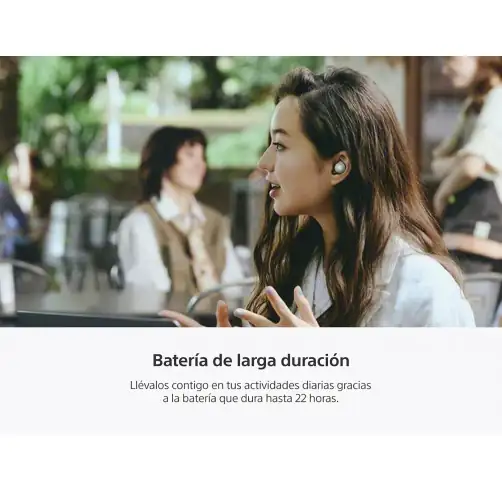 Batería de larga duración
Llévalos contigo en tus actividades diarias gracias
a la batería que dura hasta 22 horas.